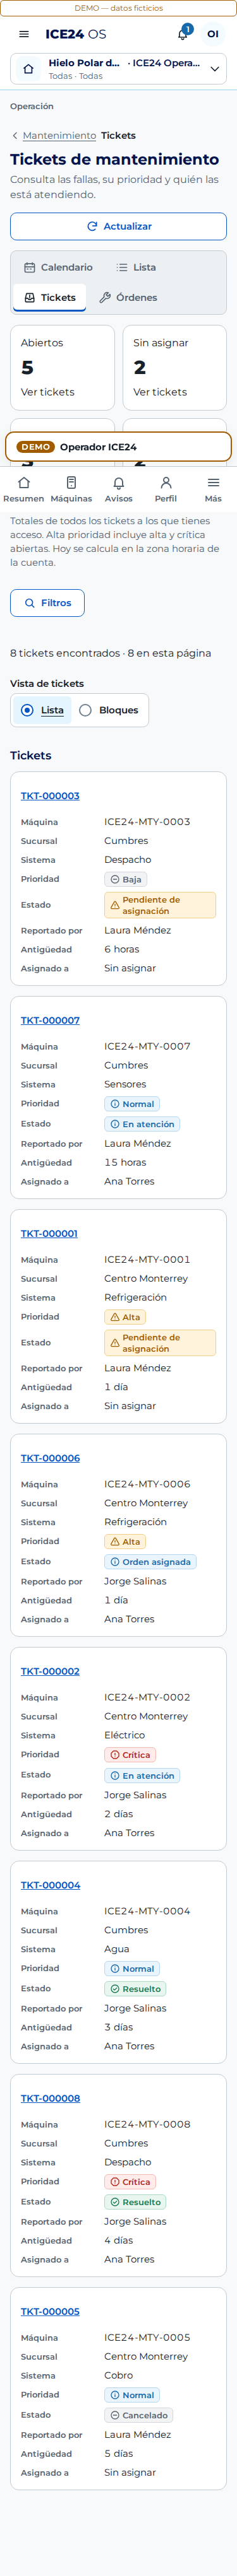 DEMO — datos ficticios
ICE24 OS
1
OI
Hielo Polar d... · ICE24 Opera...
Todas · Todas
Operación
Mantenimiento Tickets
Tickets de mantenimiento
Consulta las fallas, su prioridad y quién las
está atendiendo.
Actualizar
Calendario
Lista
Tickets
Órdenes
Abiertos
5
Ver tickets
Sin asignar
2
Ver tickets
DEMO Operador ICE24
Resumen
Máquinas
Avisos
Perfil
Más
Totales de todos los tickets a los que tienes
acceso. Alta prioridad incluye alta y crítica
abiertas. Hoy se calcula en la zona horaria de
la cuenta.
Filtros
8 tickets encontrados · 8 en esta página
Vista de tickets
Lista
Bloques
Tickets
TKT-000003
Máquina ICE24-MTY-0003
Sucursal Cumbres
Sistema Despacho
Prioridad Baja
Estado Pendiente de
asignación
Reportado por Laura Méndez
Antigüedad 6 horas
Asignado a Sin asignar
TKT-000007
Máquina ICE24-MTY-0007
Sucursal Cumbres
Sistema Sensores
Prioridad Normal
Estado En atención
Reportado por Laura Méndez
Antigüedad 15 horas
Asignado a Ana Torres
TKT-000001
Máquina ICE24-MTY-0001
Sucursal Centro Monterrey
Sistema Refrigeración
Prioridad Alta
Estado Pendiente de
asignación
Reportado por Laura Méndez
Antigüedad 1 día
Asignado a Sin asignar
TKT-000006
Máquina ICE24-MTY-0006
Sucursal Centro Monterrey
Sistema Refrigeración
Prioridad Alta
Estado Orden asignada
Reportado por Jorge Salinas
Antigüedad 1 día
Asignado a Ana Torres
TKT-000002
Máquina ICE24-MTY-0002
Sucursal Centro Monterrey
Sistema Eléctrico
Prioridad Crítica
Estado En atención
Reportado por Jorge Salinas
Antigüedad 2 días
Asignado a Ana Torres
TKT-000004
Máquina ICE24-MTY-0004
Sucursal Cumbres
Sistema Agua
Prioridad Normal
Estado Resuelto
Reportado por Jorge Salinas
Antigüedad 3 días
Asignado a Ana Torres
TKT-000008
Máquina ICE24-MTY-0008
Sucursal Cumbres
Sistema Despacho
Prioridad Crítica
Estado Resuelto
Reportado por Jorge Salinas
Antigüedad 4 días
Asignado a Ana Torres
TKT-000005
Máquina ICE24-MTY-0005
Sucursal Centro Monterrey
Sistema Cobro
Prioridad Normal
Estado Cancelado
Reportado por Laura Méndez
Antigüedad 5 días
Asignado a Sin asignar